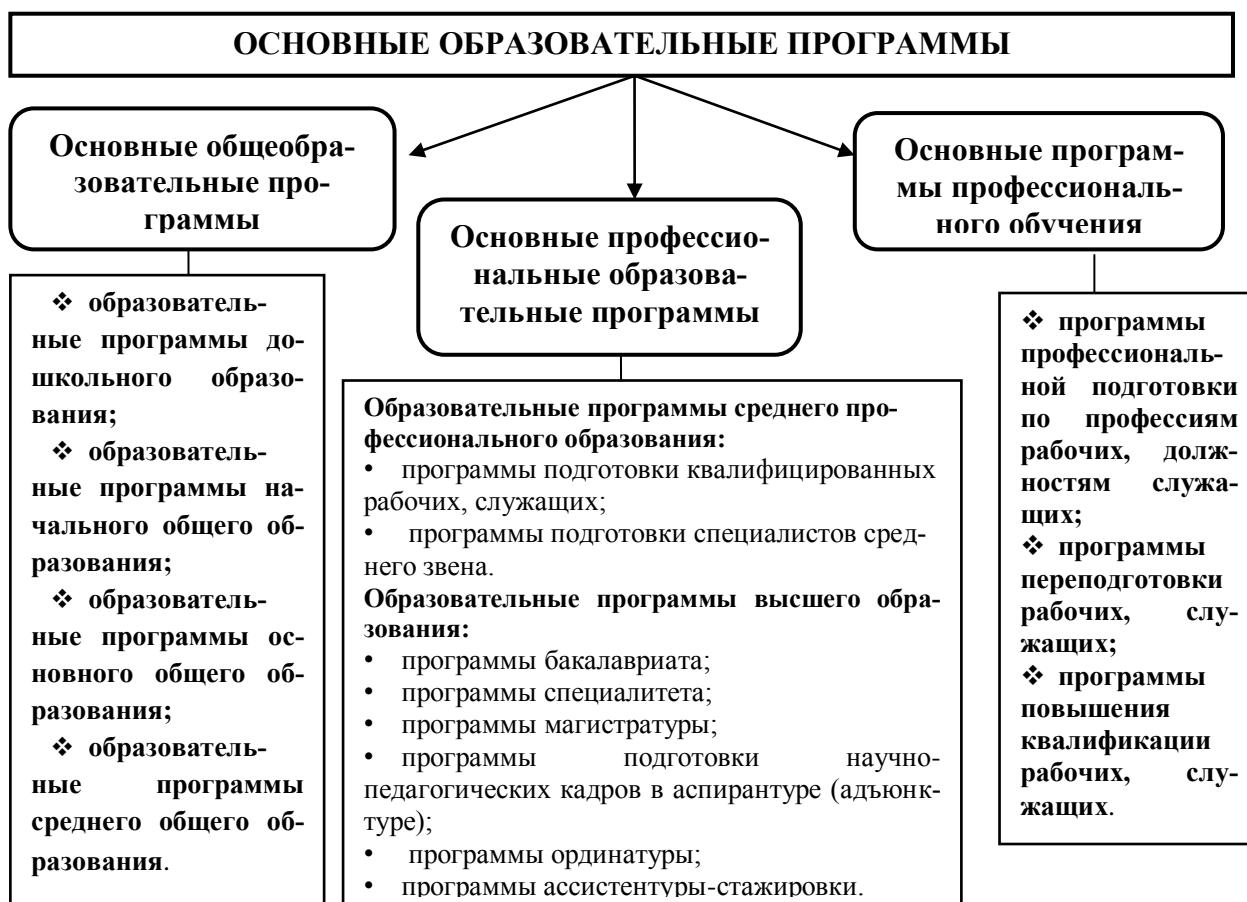 ОСНОВНЫЕ ОБРАЗОВАТЕЛЬНЫЕ ПРОГРАММЫ
Основные общеобра-
зовательные про-
граммы
❖ образователь-
ные программы до-
школьного образо-
вания;
❖ образователь-
ные программы на-
чального общего об-
разования;
❖ образователь-
ные программы ос-
новного общего об-
разования;
❖ образователь-
ные программы
среднего общего об-
разования.
Основные профессио-
нальные образова-
тельные программы
Образовательные программы среднего про-
фессионального образования:
• программы подготовки квалифицированных
рабочих, служащих;
• программы подготовки специалистов сред-
него звена.
Образовательные программы высшего обра-
зования:
• программы бакалавриата;
• программы специалитета;
• программы магистратуры;
• программы подготовки научно-
педагогических кадров в аспирантуре (адъюнк-
туре);
• программы ординатуры;
• программы ассистентуры-стажировки.
Основные програм-
мы профессиональ-
ного обучения
❖ программы
профессиональ-
ной подготовки
по профессиям
рабочих, долж-
ностям служа-
щих;
❖ программы
переподготовки
рабочих, слу-
жащих;
❖ программы
повышения
квалификации
рабочих, слу-
жащих.